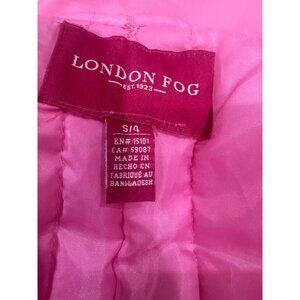 LONDON FOG
EST. 1923
S/4
RN# 15101
CA# 59087
MADE IN
HECHO EN
FABRIQUÉ AU
BANGLADESH